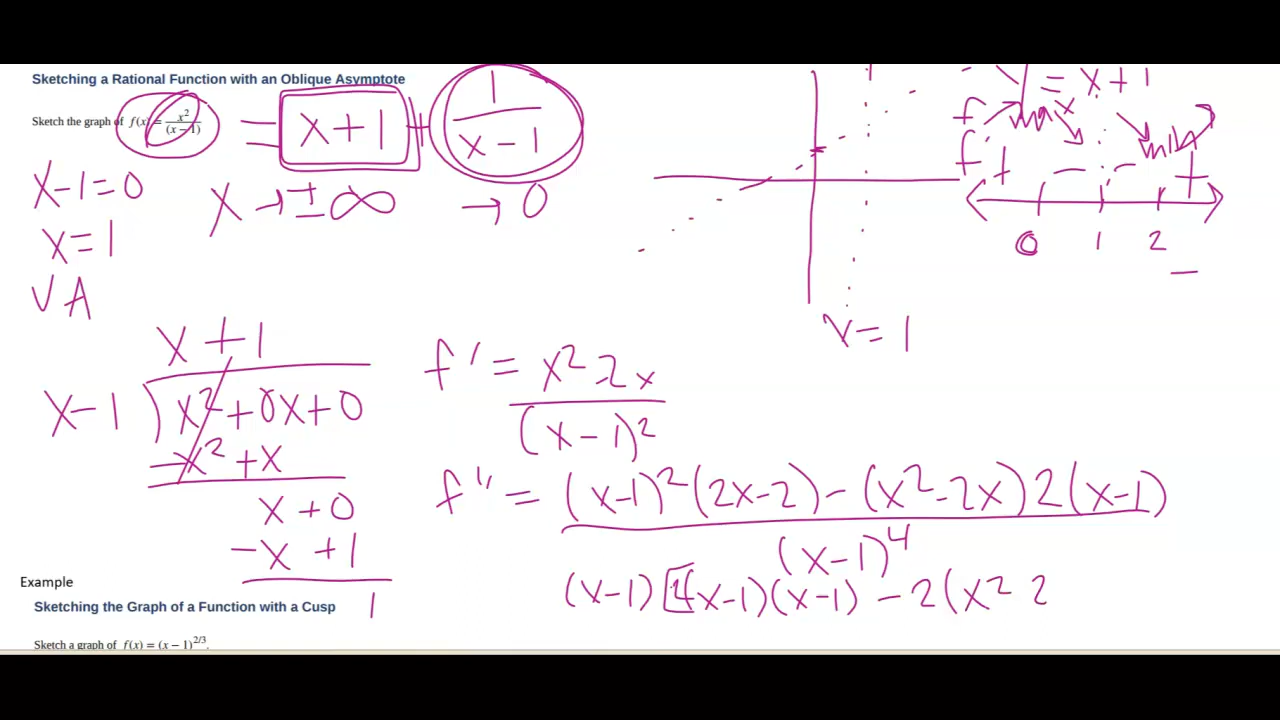 Sketching a Rational Function with an Oblique Asymptote
Sketch the graph of f(x) = x²/(x − 1) = x + 1 + 1/(x − 1)
x − 1 = 0
x = 1
VA
x → ±∞ → 0
y = x + 1
f max min
f' + − − +
0 1 2
x = 1
x + 1
x − 1 ) x² + 0x + 0
−x² + x
x + 0
−x + 1
1
f' = x² − 2x / (x − 1)²
f'' = (x − 1)² (2x − 2) − (x² − 2x) 2(x − 1) / (x − 1)⁴
(x − 1) [2(x − 1)(x − 1) − 2(x² 2
Example
Sketching the Graph of a Function with a Cusp
Sketch a graph of f(x) = (x − 1)^2/3.